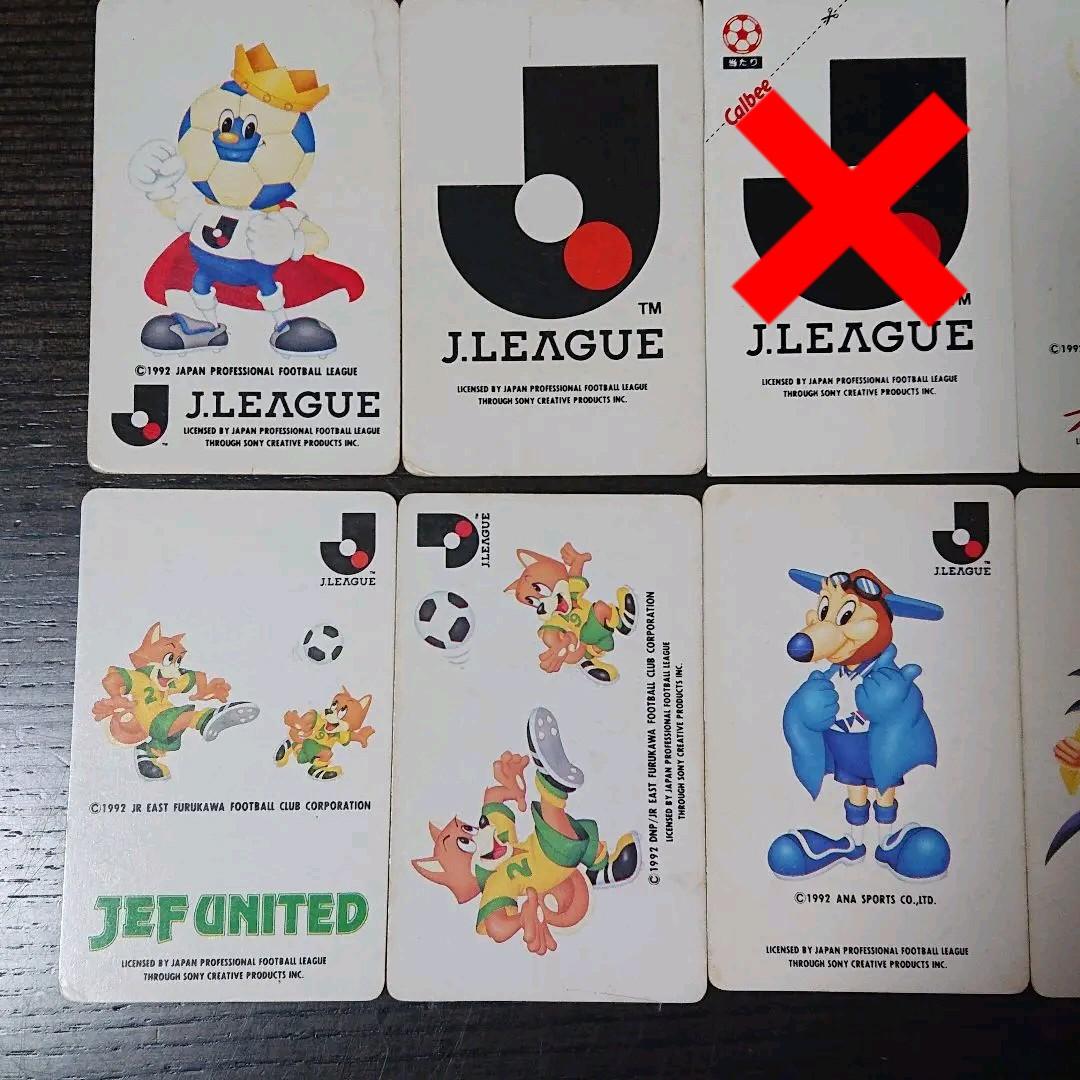 ©1992 JAPAN PROFESSIONAL FOOTBALL LEAGUE
J.LEAGUE
LICENSED BY JAPAN PROFESSIONAL FOOTBALL LEAGUE
THROUGH SONY CREATIVE PRODUCTS INC.
TM
J.LEAGUE
LICENSED BY JAPAN PROFESSIONAL FOOTBALL LEAGUE
THROUGH SONY CREATIVE PRODUCTS INC.
当たり
Calbee
J.LEAGUE
LICENSED BY JAPAN PROFESSIONAL FOOTBALL LEAGUE
THROUGH SONY CREATIVE PRODUCTS INC.
J.LEAGUE
2
9
©1992 JR EAST FURUKAWA FOOTBALL CLUB CORPORATION
JEF UNITED
LICENSED BY JAPAN PROFESSIONAL FOOTBALL LEAGUE
THROUGH SONY CREATIVE PRODUCTS INC.
J.LEAGUE
9
2
©1992 DNP/JR EAST FURUKAWA FOOTBALL CLUB CORPORATION
LICENSED BY JAPAN PROFESSIONAL FOOTBALL LEAGUE
THROUGH SONY CREATIVE PRODUCTS INC.
J.LEAGUE
©1992 ANA SPORTS CO.,LTD.
LICENSED BY JAPAN PROFESSIONAL FOOTBALL LEAGUE
THROUGH SONY CREATIVE PRODUCTS INC.